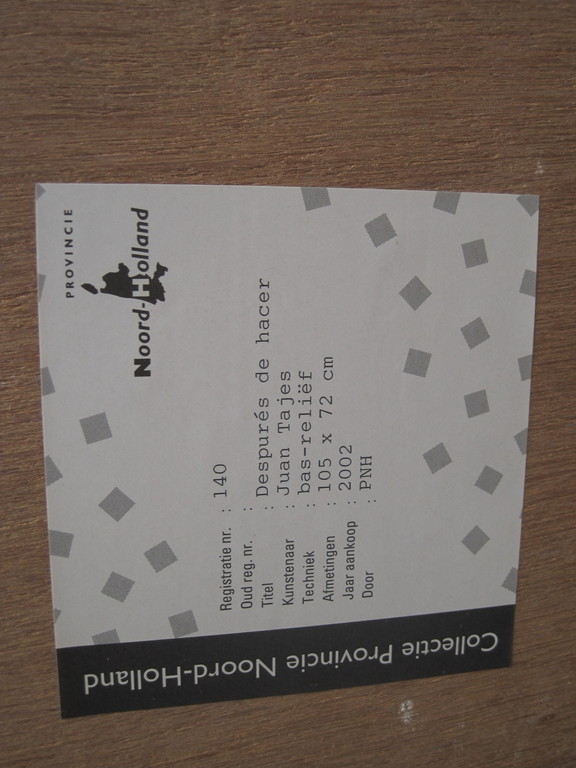 PROVINCIE
Noord-Holland
Registratie nr. : 140
Oud reg. nr. :
Titel : Despurés de hacer
Kunstenaar : Juan Tajes
Techniek : bas-reliëf
Afmetingen : 105 x 72 cm
Jaar aankoop : 2002
Door : PNH
Collectie Provincie Noord-Holland